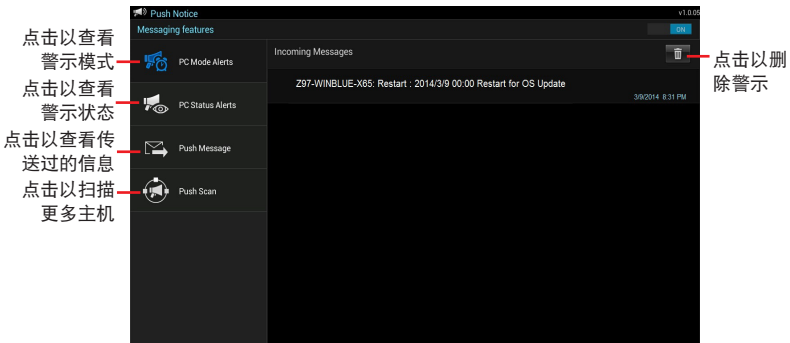 Push Notice
v1.0.05
Messaging features
ON
点击以查看
警示模式
PC Mode Alerts
Incoming Messages
点击以删
除警示
点击以查看
警示状态
PC Status Alerts
Z97-WINBLUE-X65: Restart : 2014/3/9 00:00 Restart for OS Update
3/9/2014 8:31 PM
点击以查看传
送过的信息
Push Message
点击以扫描
更多主机
Push Scan